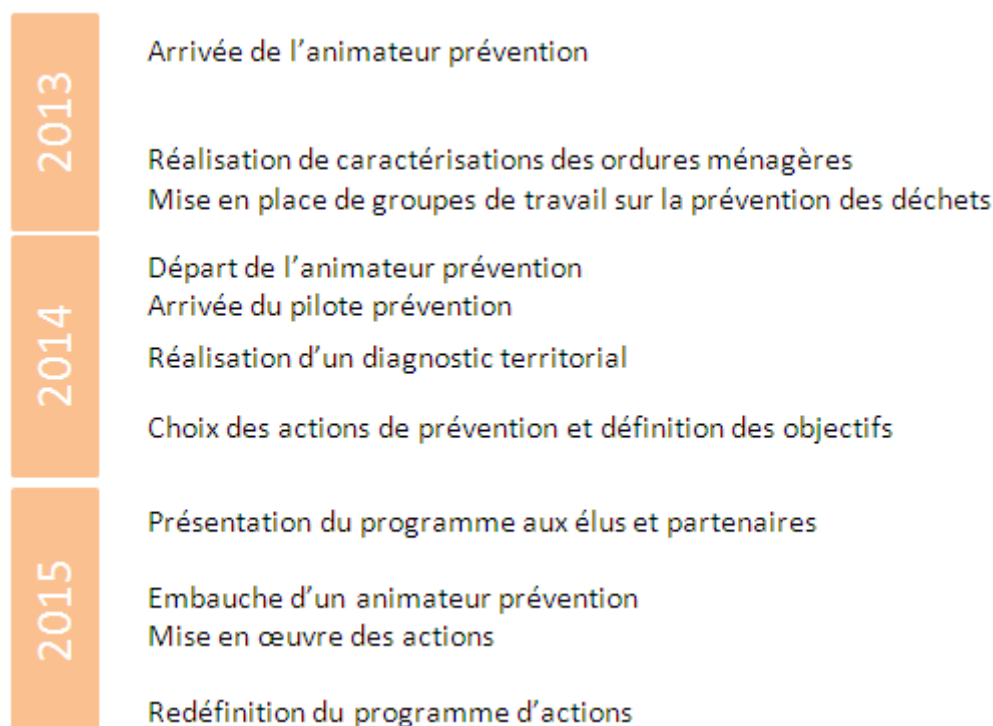 2013
Arrivée de l’animateur prévention
Réalisation de caractérisations des ordures ménagères
Mise en place de groupes de travail sur la prévention des déchets
2014
Départ de l’animateur prévention
Arrivée du pilote prévention
Réalisation d’un diagnostic territorial
Choix des actions de prévention et définition des objectifs
2015
Présentation du programme aux élus et partenaires
Embauche d’un animateur prévention
Mise en œuvre des actions
Redéfinition du programme d’actions